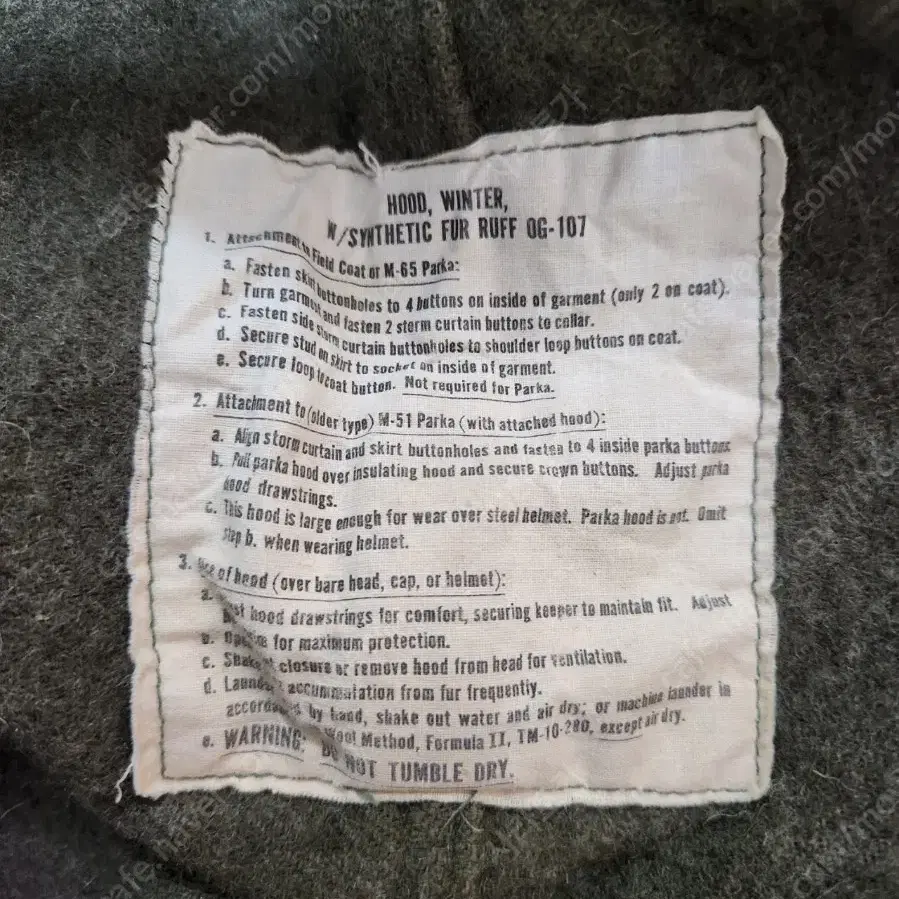 HOOD, WINTER,
W/SYNTHETIC FUR RUFF OG-107
1. Attachment to Field Coat or M-65 Parka:
a. Fasten skirt buttonholes to 4 buttons on inside of garment (only 2 on coat).
b. Turn garment and fasten 2 storm curtain buttons to collar.
c. Fasten side storm curtain buttonholes to shoulder loop buttons on coat.
d. Secure stud on skirt to socket on inside of garment.
e. Secure loop to coat button. Not required for Parka.
2. Attachment to (older type) M-51 Parka (with attached hood):
a. Align storm curtain and skirt buttonholes and fasten to 4 inside parka buttons
b. Pull parka hood over insulating hood and secure crown buttons. Adjust parka
hood drawstrings.
c. This hood is large enough for wear over steel helmet. Parka hood is not. Omit
step b. when wearing helmet.
3. Use of hood (over bare head, cap, or helmet):
a. hood drawstrings for comfort, securing keeper to maintain fit. Adjust
for maximum protection.
closure or remove hood from head for ventilation.
c. Shake accumulation from fur frequently.
d. Launder by hand, shake out water and air dry; or machine launder in
Wool Method, Formula II, TM-10-280, except air dry.
e. WARNING: DO NOT TUMBLE DRY.